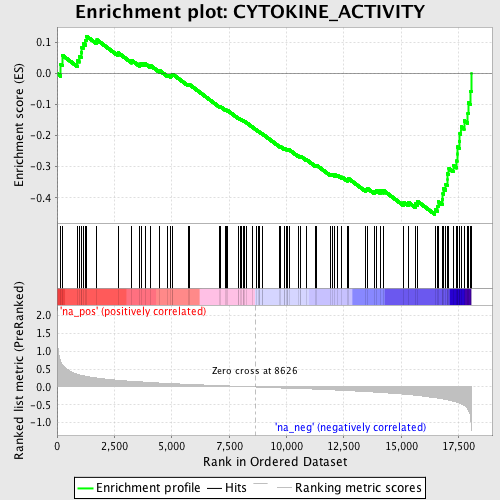 Enrichment plot: CYTOKINE_ACTIVITY
Enrichment score (ES)
0.1
0.0
-0.1
-0.2
-0.3
-0.4
'na_pos' (positively correlated)
Ranked list metric (PreRanked)
2.0
1.5
1.0
0.5
0.0
-0.5
-1.0
Zero cross at 8626
'na_neg' (negatively correlated)
0 2,500 5,000 7,500 10,000 12,500 15,000 17,500
Rank in Ordered Dataset
Enrichment profile Hits Ranking metric scores